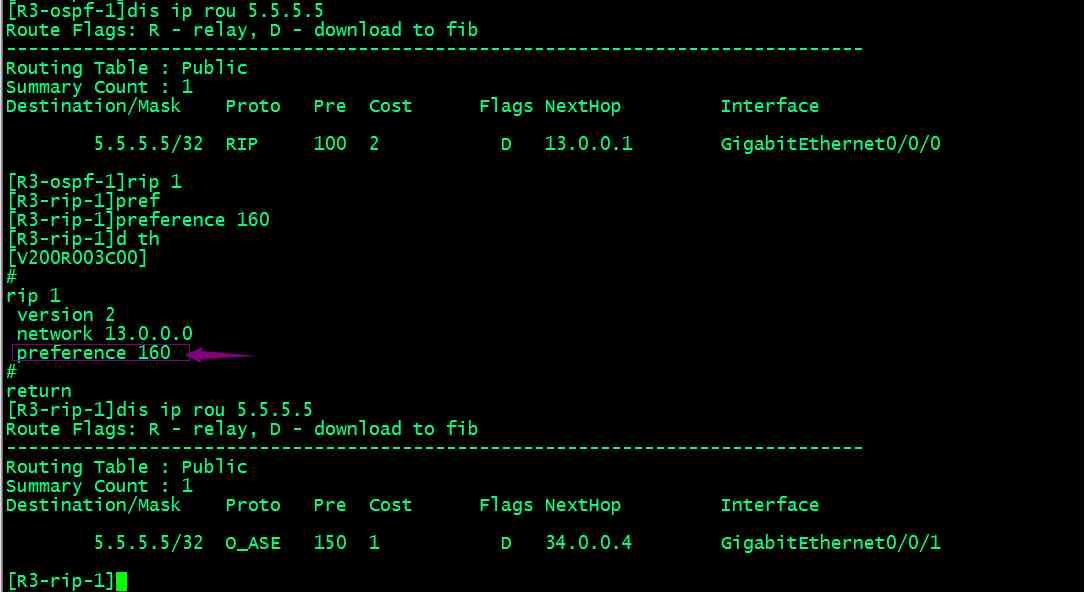 [R3-ospf-1]dis ip rou 5.5.5.5
Route Flags: R - relay, D - download to fib
------------------------------------------------------------------------------
Routing Table : Public
Summary Count : 1
Destination/Mask    Proto   Pre  Cost      Flags NextHop         Interface
        5.5.5.5/32  RIP     100  2           D   13.0.0.1        GigabitEthernet0/0/0
[R3-ospf-1]rip 1
[R3-rip-1]pref
[R3-rip-1]preference 160
[R3-rip-1]d th
[V200R003C00]
#
rip 1
 version 2
 network 13.0.0.0
 preference 160
#
return
[R3-rip-1]dis ip rou 5.5.5.5
Route Flags: R - relay, D - download to fib
------------------------------------------------------------------------------
Routing Table : Public
Summary Count : 1
Destination/Mask    Proto   Pre  Cost      Flags NextHop         Interface
        5.5.5.5/32  O_ASE   150  1           D   34.0.0.4        GigabitEthernet0/0/1
[R3-rip-1]